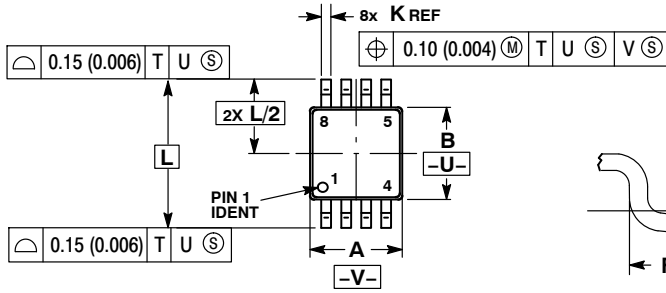 8x K REF
⌓ 0.15 (0.006) T U Ⓢ
⌖ 0.10 (0.004) Ⓜ T U Ⓢ V Ⓢ
2X L/2
8 5
L
B
–U–
1 4
PIN 1
IDENT
⌓ 0.15 (0.006) T U Ⓢ
A
–V–